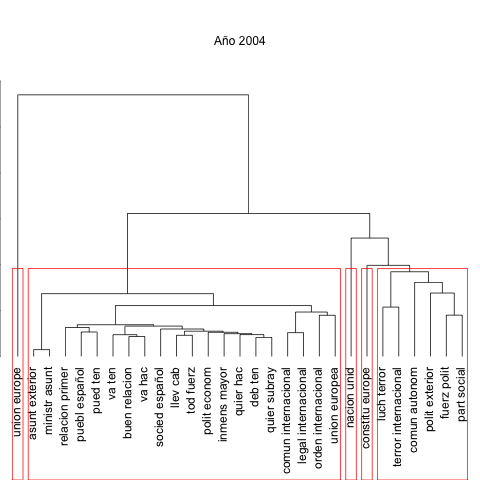 Año 2004
union europe
asunt exterior
ministr asunt
relacion primer
puebl español
pued ten
va ten
buen relacion
va hac
socied español
llev cab
tod fuerz
polit econom
inmens mayor
quier hac
deb ten
quier subray
comun internacional
legal internacional
orden internacional
union europea
nacion unid
constitu europe
luch terror
terror internacional
comun autonom
polit exterior
fuerz polit
part social